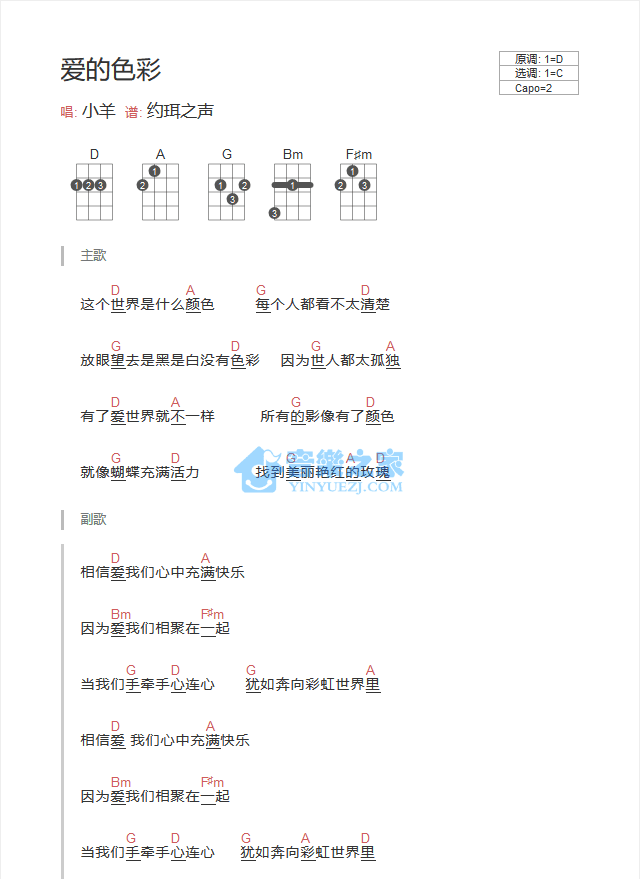 爱的色彩
原调: 1=D
选调: 1=C
Capo=2
唱: 小羊 谱: 约珥之声
D A G Bm F♯m
1 2 3 1 2 1 2 3 1 3 1 2 3
主歌
D A G D
这个世界是什么颜色 每个人都看不太清楚
G D G A
放眼望去是黑是白没有色彩 因为世人都太孤独
D A G D
有了爱世界就不一样 所有的影像有了颜色
G D G A D
就像蝴蝶充满活力 找到美丽艳红的玫瑰
音樂之家
YINYUEZJ.COM
副歌
D A
相信爱我们心中充满快乐
Bm F♯m
因为爱我们相聚在一起
G D G A
当我们手牵手心连心 犹如奔向彩虹世界里
D A
相信爱 我们心中充满快乐
Bm F♯m
因为爱我们相聚在一起
G D G A D
当我们手牵手心连心 犹如奔向彩虹世界里